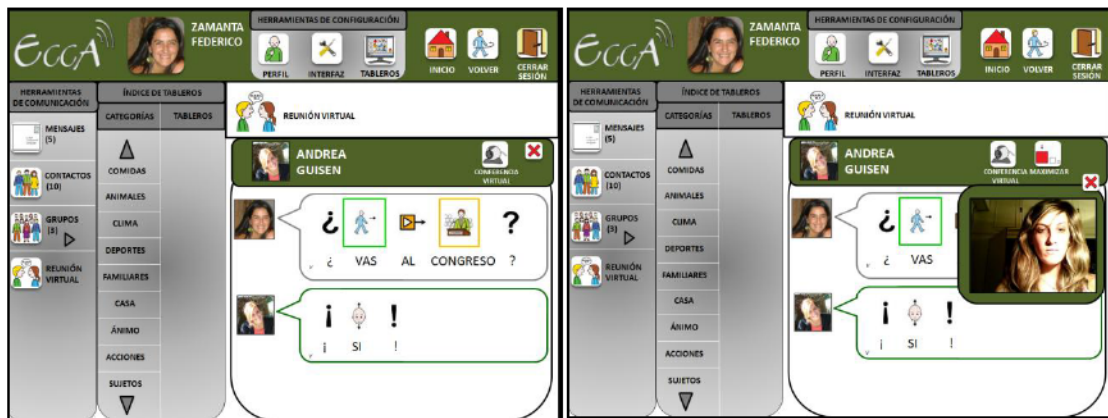 ECCA
ZAMANTA
FEDERICO
HERRAMIENTAS DE CONFIGURACIÓN
PERFIL
INTERFAZ
TABLEROS
INICIO
VOLVER
CERRAR
SESIÓN
HERRAMIENTAS
DE COMUNICACIÓN
MENSAJES
(5)
CONTACTOS
(10)
GRUPOS
(3)
REUNIÓN
VIRTUAL
ÍNDICE DE TABLEROS
CATEGORÍAS
TABLEROS
COMIDAS
ANIMALES
CLIMA
DEPORTES
FAMILIARES
CASA
ÁNIMO
ACCIONES
SUJETOS
REUNIÓN VIRTUAL
ANDREA
GUISEN
CONFERENCIA
VIRTUAL
¿ ?
¿ VAS AL CONGRESO ?
¡ !
¡ SI !
ECCA
ZAMANTA
FEDERICO
HERRAMIENTAS DE CONFIGURACIÓN
PERFIL
INTERFAZ
TABLEROS
INICIO
VOLVER
CERRAR
SESIÓN
HERRAMIENTAS
DE COMUNICACIÓN
MENSAJES
(5)
CONTACTOS
(10)
GRUPOS
(3)
REUNIÓN
VIRTUAL
ÍNDICE DE TABLEROS
CATEGORÍAS
TABLEROS
COMIDAS
ANIMALES
CLIMA
DEPORTES
FAMILIARES
CASA
ÁNIMO
ACCIONES
SUJETOS
REUNIÓN VIRTUAL
ANDREA
GUISEN
CONFERENCIA
VIRTUAL
MAXIMIZAR
¿
¿ VAS
¡ !
¡ SI !